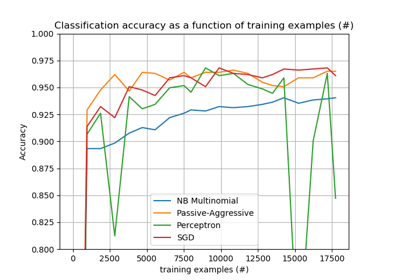 Classification accuracy as a function of training examples (#)
1.000
0.975
0.950
0.925
0.900
0.875
0.850
0.825
0.800
Accuracy
NB Multinomial
Passive-Aggressive
Perceptron
SGD
0 2500 5000 7500 10000 12500 15000 17500
training examples (#)